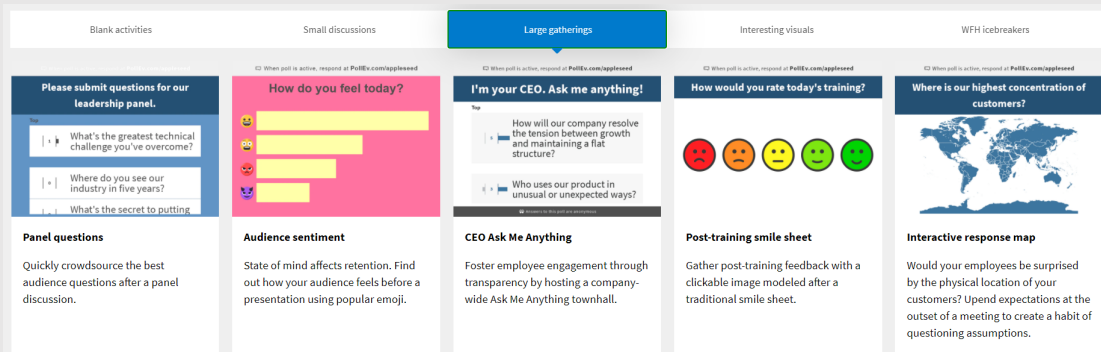 Blank activities
Small discussions
Large gatherings
Interesting visuals
WFH icebreakers
When poll is active, respond at PollEv.com/appleseed
Please submit questions for our
leadership panel.
Top
What's the greatest technical
challenge you've overcome?
Where do you see our
industry in five years?
What's the secret to putting
Panel questions
Quickly crowdsource the best
audience questions after a panel
discussion.
When poll is active, respond at PollEv.com/appleseed
How do you feel today?
Audience sentiment
State of mind affects retention. Find
out how your audience feels before a
presentation using popular emoji.
When poll is active, respond at PollEv.com/appleseed
I'm your CEO. Ask me anything!
Top
How will our company resolve
the tension between growth
and maintaining a flat
structure?
Who uses our product in
unusual or unexpected ways?
Answers to this poll are anonymous
CEO Ask Me Anything
Foster employee engagement through
transparency by hosting a company-
wide Ask Me Anything townhall.
When poll is active, respond at PollEv.com/appleseed
How would you rate today's training?
Post-training smile sheet
Gather post-training feedback with a
clickable image modeled after a
traditional smile sheet.
When poll is active, respond at PollEv.com/appleseed
Where is our highest concentration of
customers?
Interactive response map
Would your employees be surprised
by the physical location of your
customers? Upend expectations at the
outset of a meeting to create a habit of
questioning assumptions.